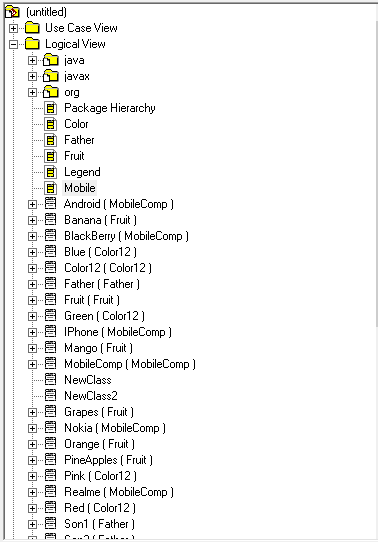 (untitled)
Use Case View
Logical View
java
javax
org
Package Hierarchy
Color
Father
Fruit
Legend
Mobile
Android ( MobileComp )
Banana ( Fruit )
BlackBerry ( MobileComp )
Blue ( Color12 )
Color12 ( Color12 )
Father ( Father )
Fruit ( Fruit )
Green ( Color12 )
IPhone ( MobileComp )
Mango ( Fruit )
MobileComp ( MobileComp )
NewClass
NewClass2
Grapes ( Fruit )
Nokia ( MobileComp )
Orange ( Fruit )
PineApples ( Fruit )
Pink ( Color12 )
Realme ( MobileComp )
Red ( Color12 )
Son1 ( Father )
Son2 ( Father )